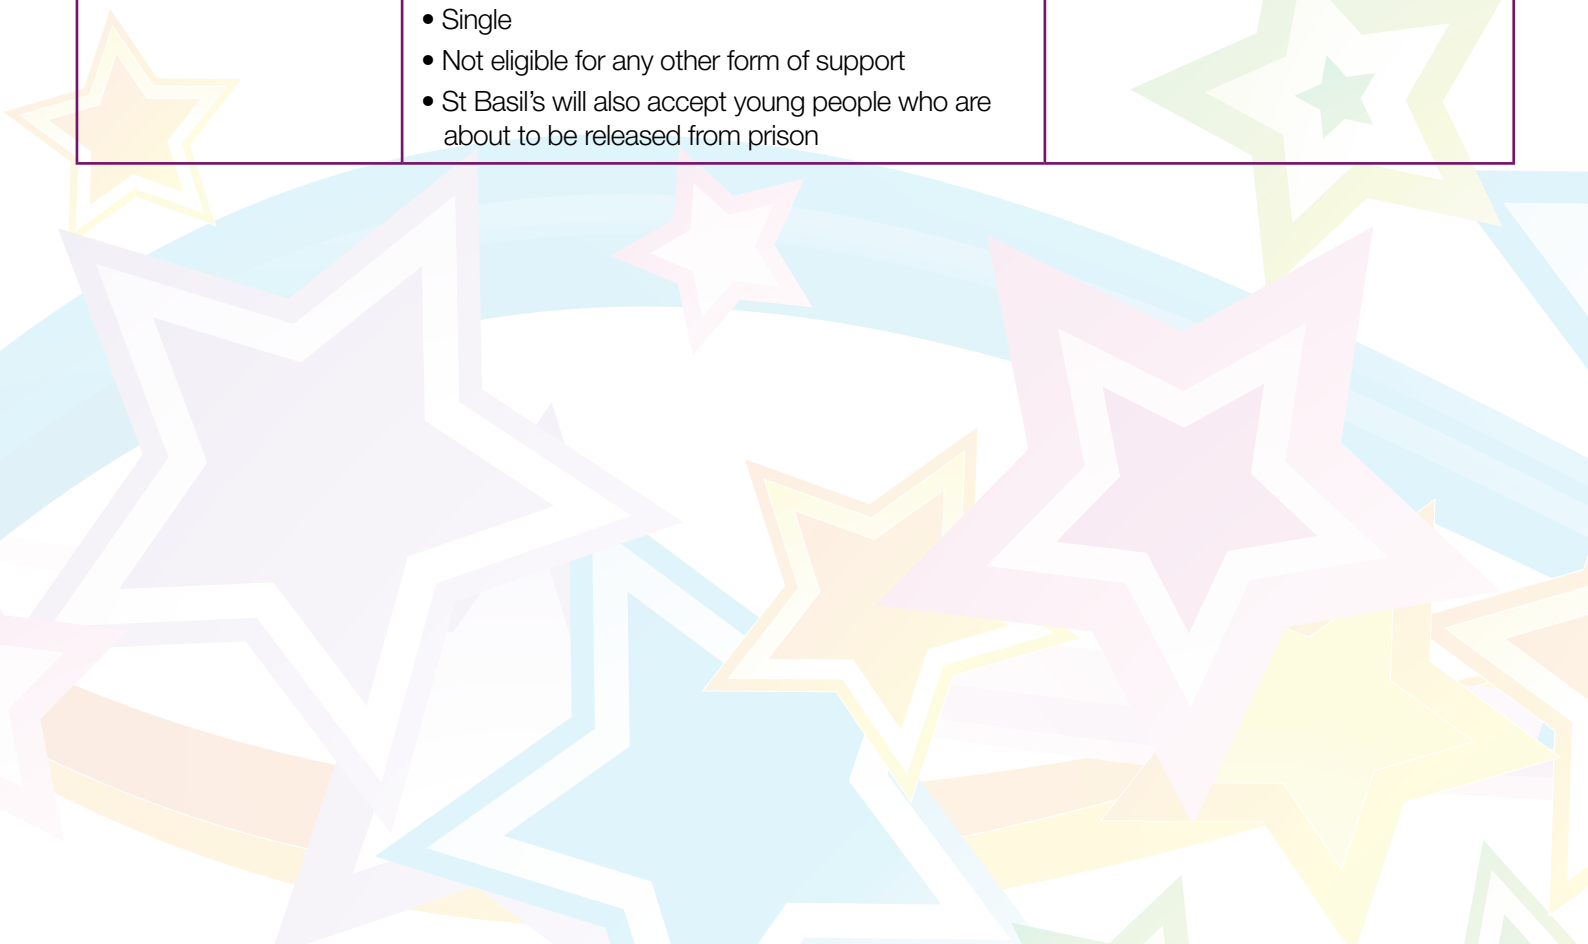 • Single
• Not eligible for any other form of support
• St Basil’s will also accept young people who are
about to be released from prison